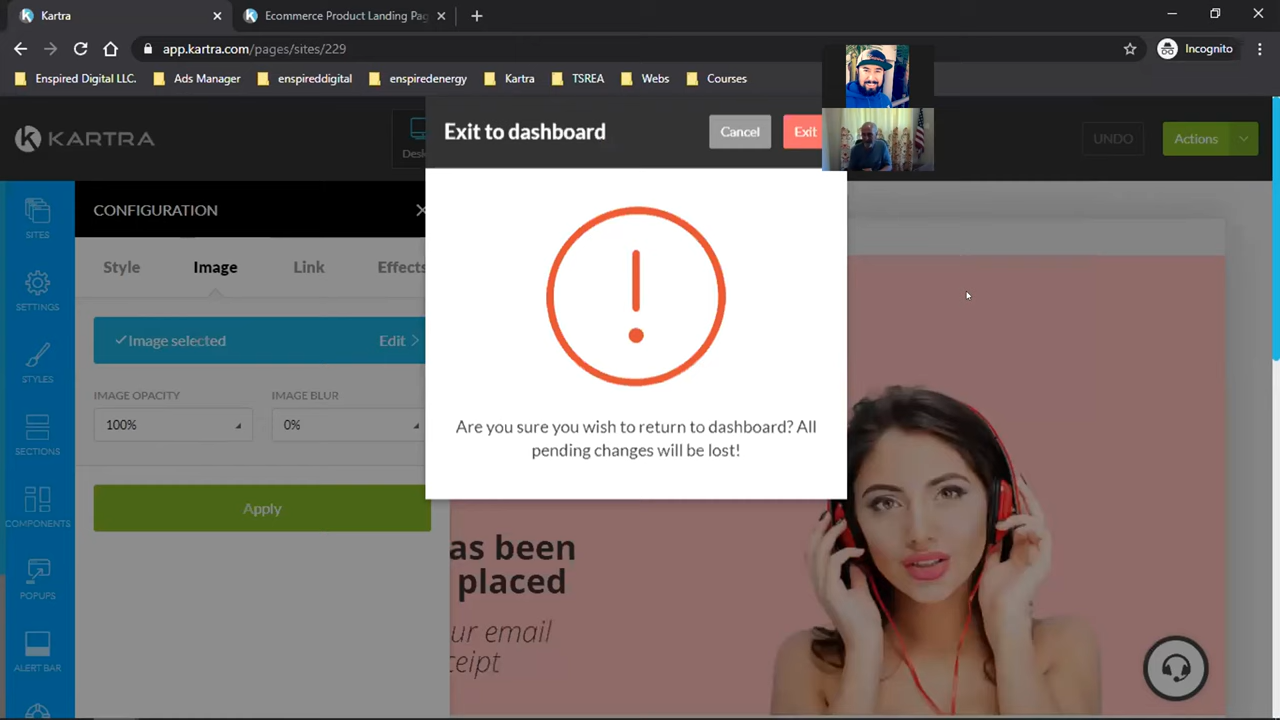 Kartra
Ecommerce Product Landing Pag
app.kartra.com/pages/sites/229
Incognito
Enspired Digital LLC.
Ads Manager
enspireddigital
enspiredenergy
Kartra
TSREA
Webs
Courses
KARTRA
Desk
Exit to dashboard
Cancel
Exit
UNDO
Actions
SITES
SETTINGS
STYLES
SECTIONS
COMPONENTS
POPUPS
ALERT BAR
CONFIGURATION
Style
Image
Link
Effects
Image selected
Edit
IMAGE OPACITY
IMAGE BLUR
100%
0%
Apply
Are you sure you wish to return to dashboard? All
pending changes will be lost!
as been
placed
ur email
ceipt